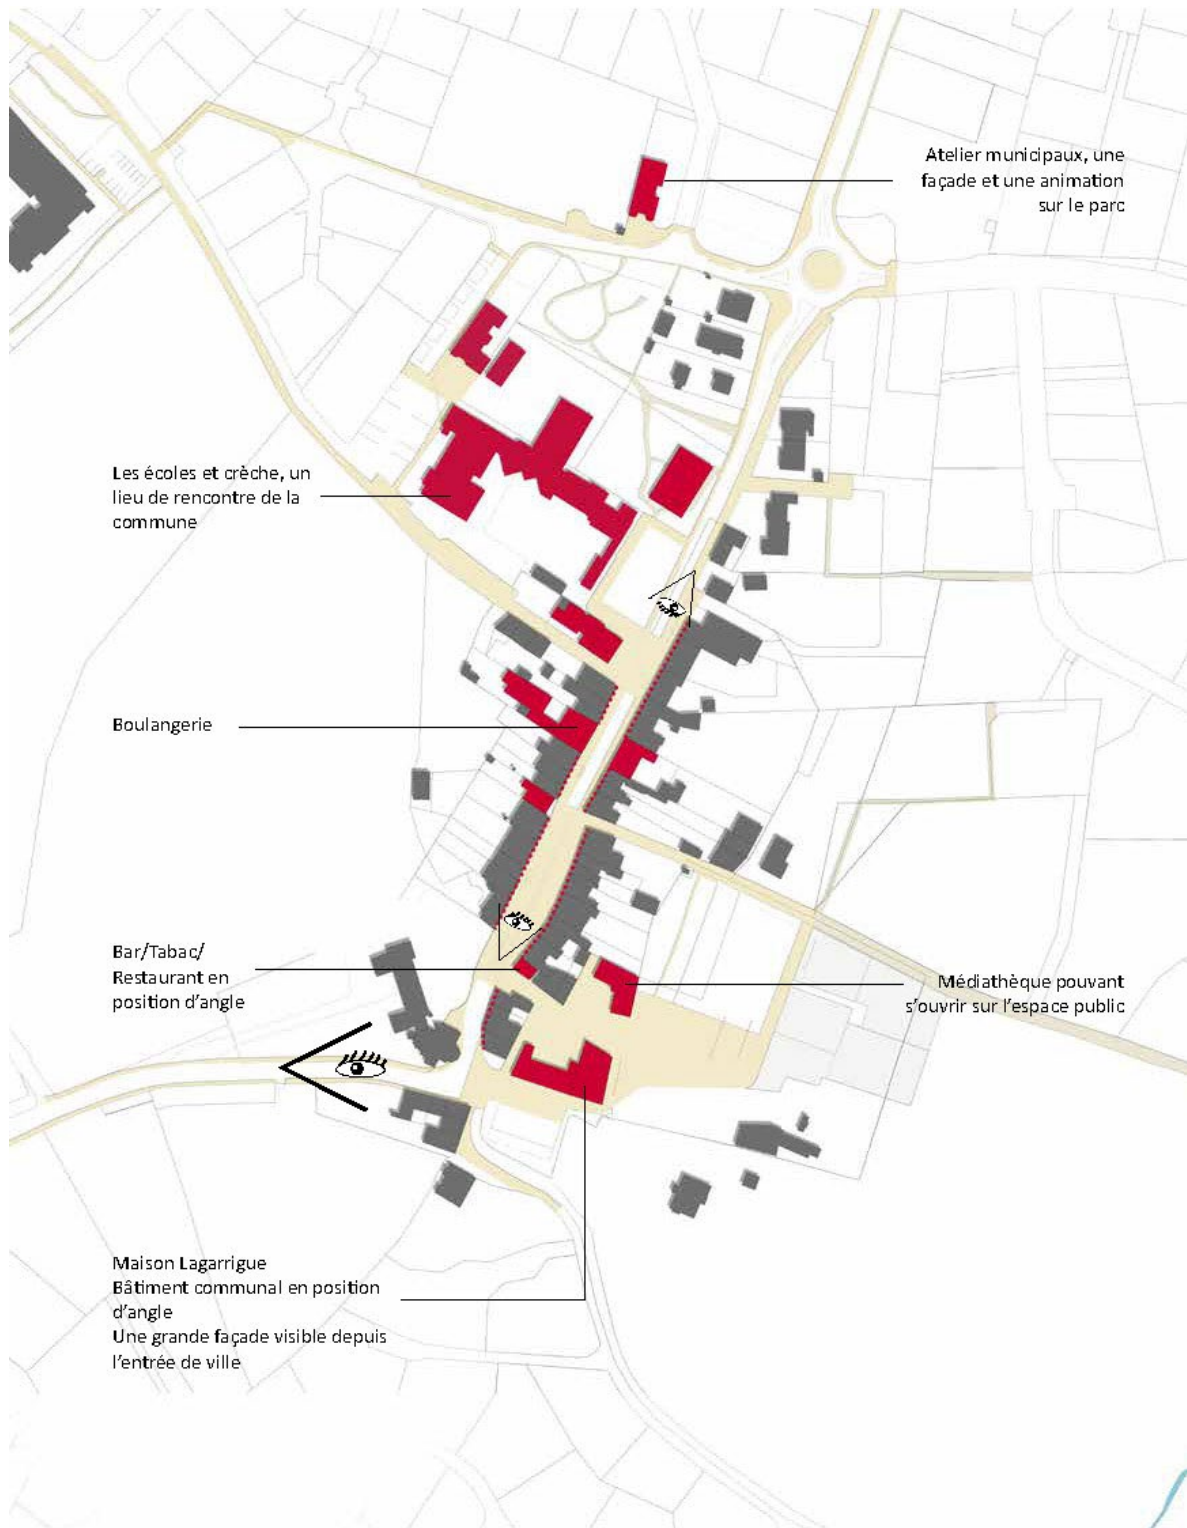 Atelier municipaux, une
façade et une animation
sur le parc
Les écoles et crèche, un
lieu de rencontre de la
commune
Boulangerie
Bar/Tabac/
Restaurant en
position d'angle
Médiathèque pouvant
s'ouvrir sur l'espace public
Maison Lagarrigue
Bâtiment communal en position
d'angle
Une grande façade visible depuis
l'entrée de ville